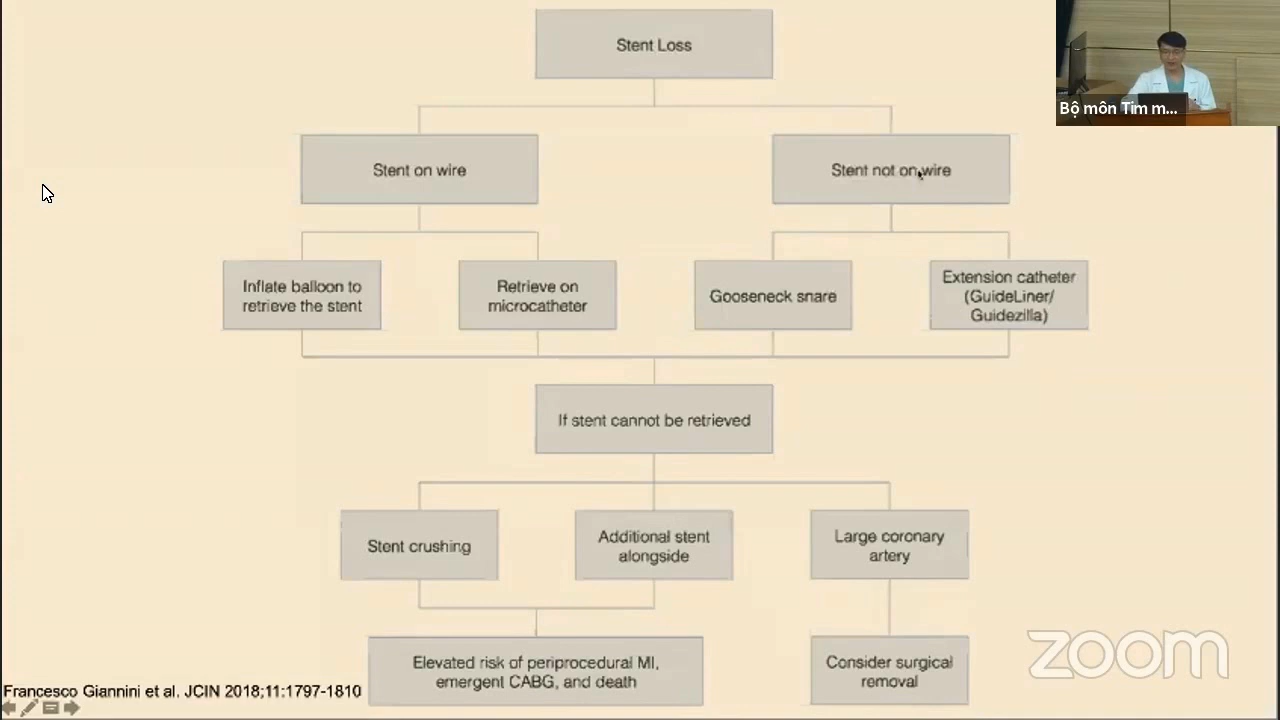 Stent Loss
Bộ môn Tim m...
Stent on wire
Stent not on wire
Inflate balloon to
retrieve the stent
Retrieve on
microcatheter
Gooseneck snare
Extension catheter
(GuideLiner/
Guidezilla)
If stent cannot be retrieved
Stent crushing
Additional stent
alongside
Large coronary
artery
Elevated risk of periprocedural MI,
emergent CABG, and death
Consider surgical
removal
Francesco Giannini et al. JCIN 2018;11:1797-1810
zoom